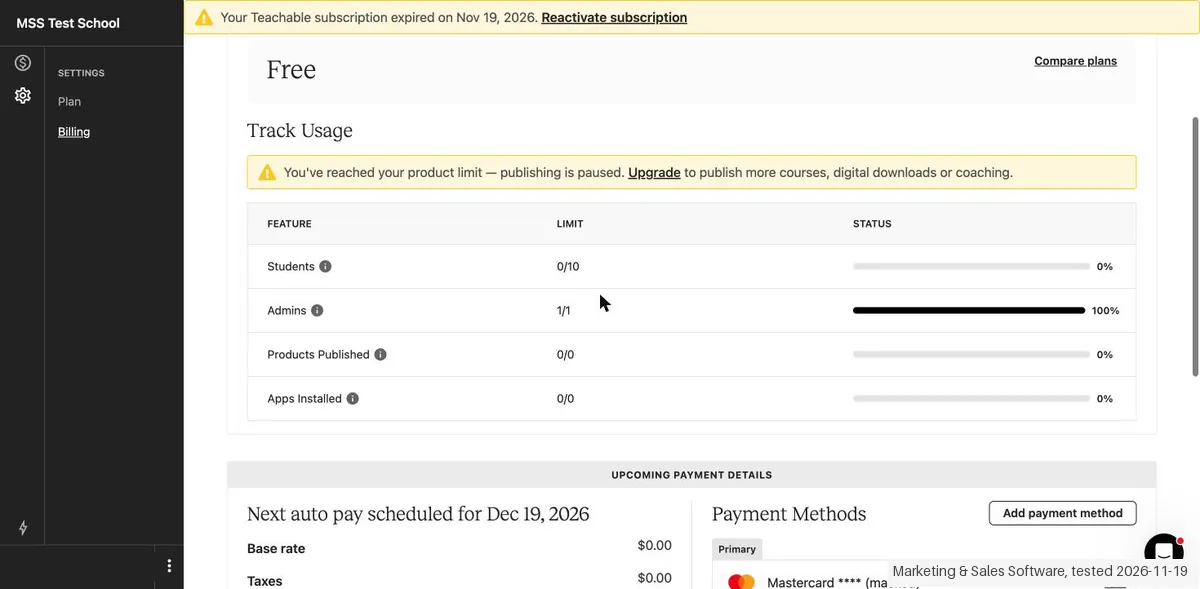 MSS Test School
Your Teachable subscription expired on Nov 19, 2026. Reactivate subscription
SETTINGS
Plan
Billing
Free
Compare plans
Track Usage
You've reached your product limit — publishing is paused. Upgrade to publish more courses, digital downloads or coaching.
FEATURE LIMIT STATUS
Students 0/10 0%
Admins 1/1 100%
Products Published 0/0 0%
Apps Installed 0/0 0%
UPCOMING PAYMENT DETAILS
Next auto pay scheduled for Dec 19, 2026
Base rate $0.00
Taxes $0.00
Payment Methods
Add payment method
Primary
Mastercard ****
Marketing & Sales Software, tested 2026-11-19